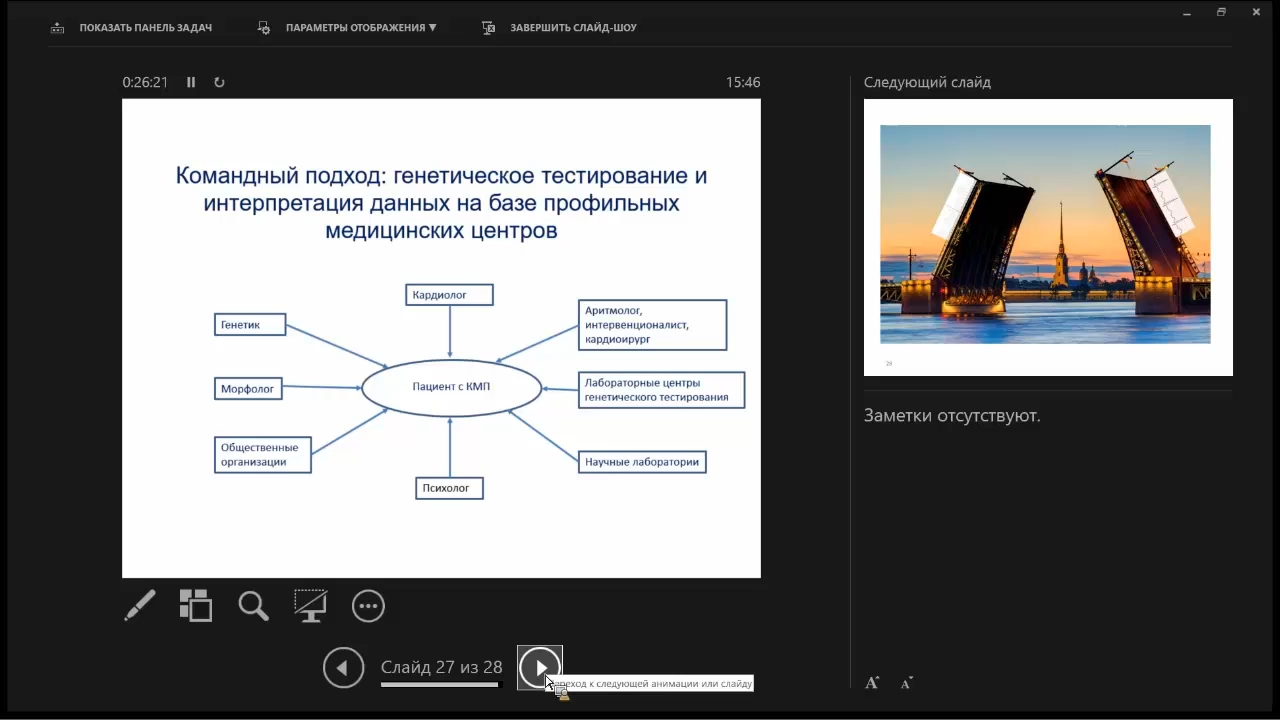 ПОКАЗАТЬ ПАНЕЛЬ ЗАДАЧ
ПАРАМЕТРЫ ОТОБРАЖЕНИЯ ▼
ЗАВЕРШИТЬ СЛАЙД-ШОУ
0:26:21
15:46
Командный подход: генетическое тестирование и
интерпретация данных на базе профильных
медицинских центров
Кардиолог
Генетик
Аритмолог,
интервенционалист,
кардиоирург
Пациент с КМП
Морфолог
Лабораторные центры
генетического тестирования
Общественные
организации
Научные лаборатории
Психолог
Слайд 27 из 28
к следующей анимации или слайду
Следующий слайд
Заметки отсутствуют.
A
A